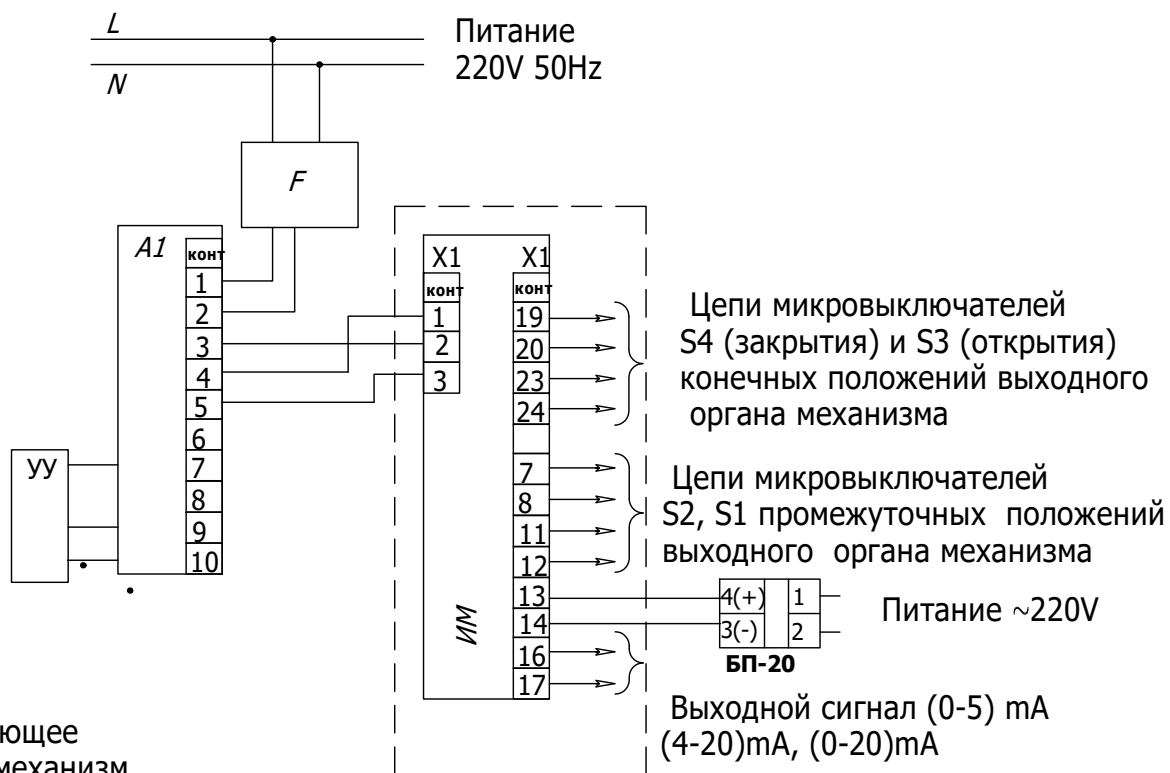 L
Питание
220V 50Hz
N
F
A1
конт
1
2
3
4
5
6
7
8
9
10
УУ
X1
конт
1
2
3
X1
конт
19
20
23
24
7
8
11
12
13
14
16
17
ИМ
Цепи микровыключателей
S4 (закрытия) и S3 (открытия)
конечных положений выходного
органа механизма
Цепи микровыключателей
S2, S1 промежуточных положений
выходного органа механизма
4(+) 1
3(-) 2
БП-20
Питание ~220V
Выходной сигнал (0-5) mA
(4-20)mA, (0-20)mA
ющее
механизм